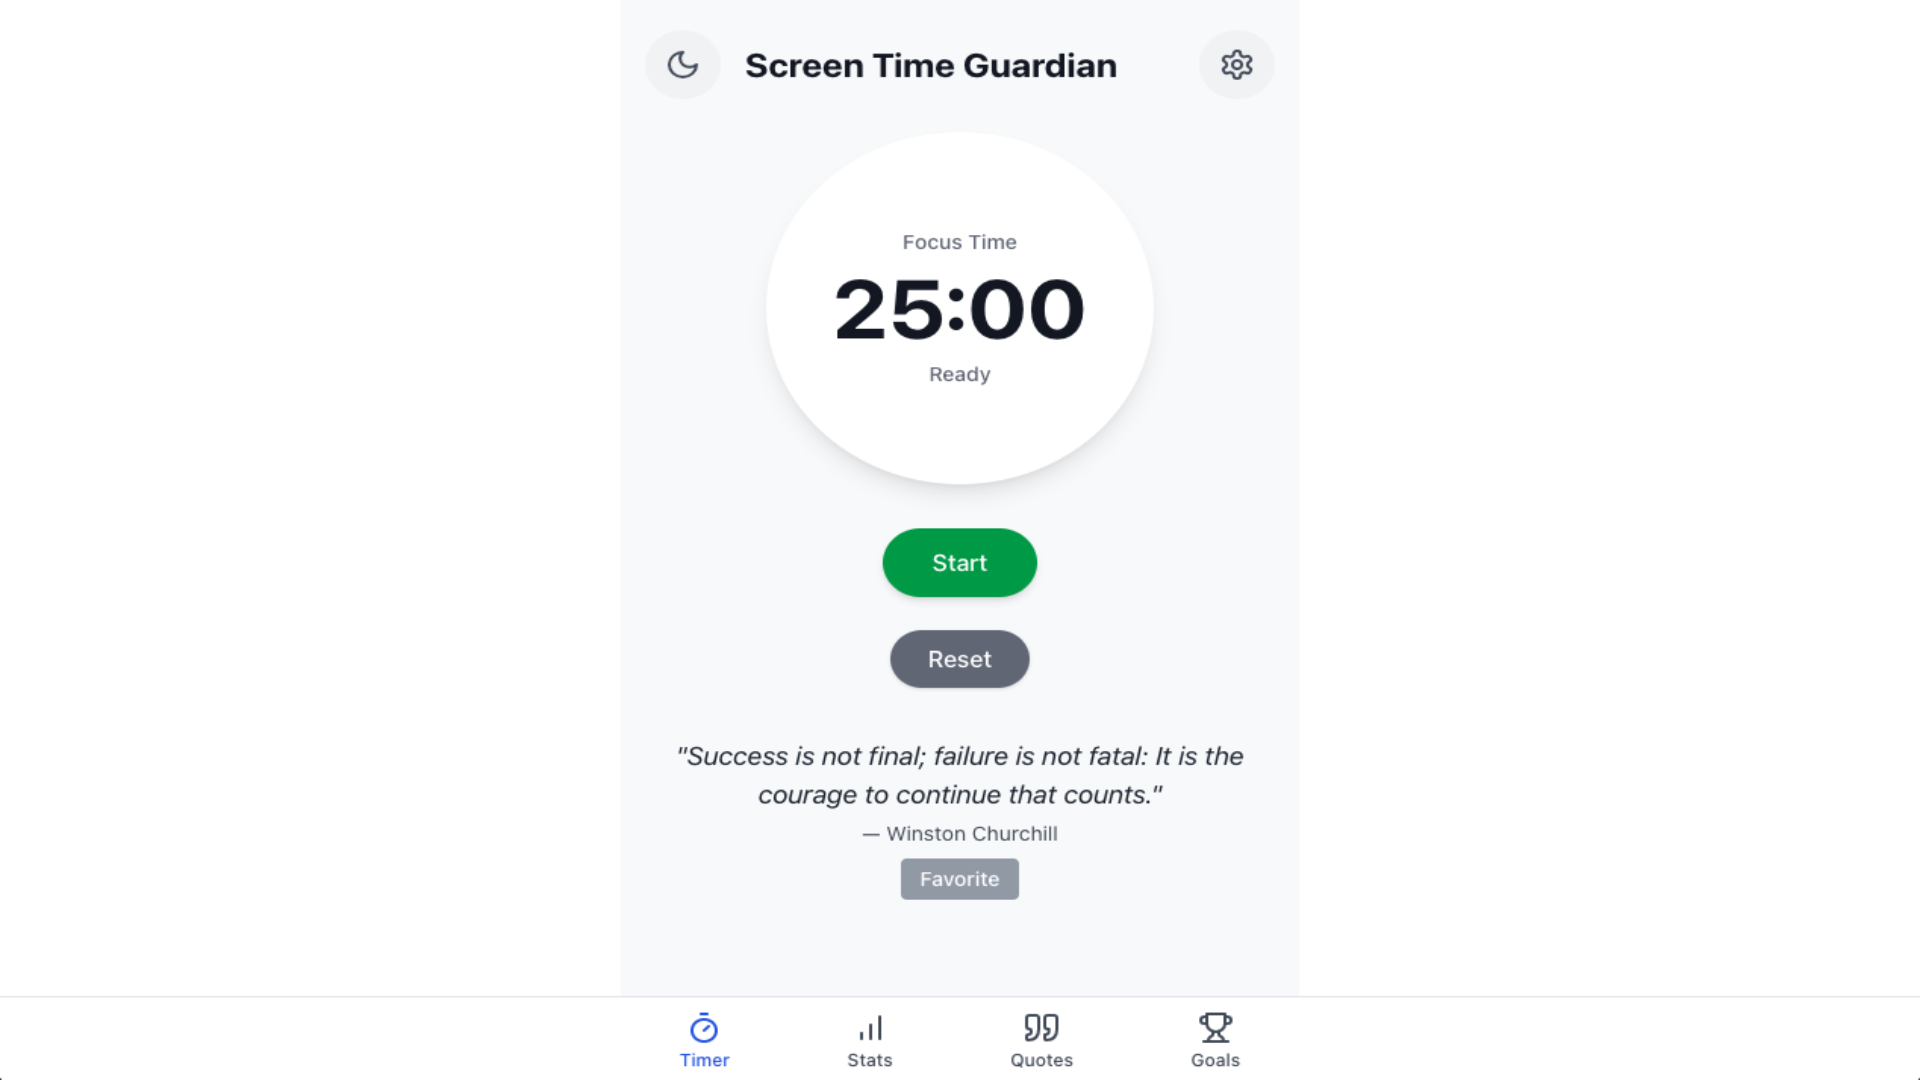 Screen Time Guardian
Focus Time
25:00
Ready
Start
Reset
"Success is not final; failure is not fatal: It is the
courage to continue that counts."
— Winston Churchill
Favorite
Timer
Stats
Quotes
Goals